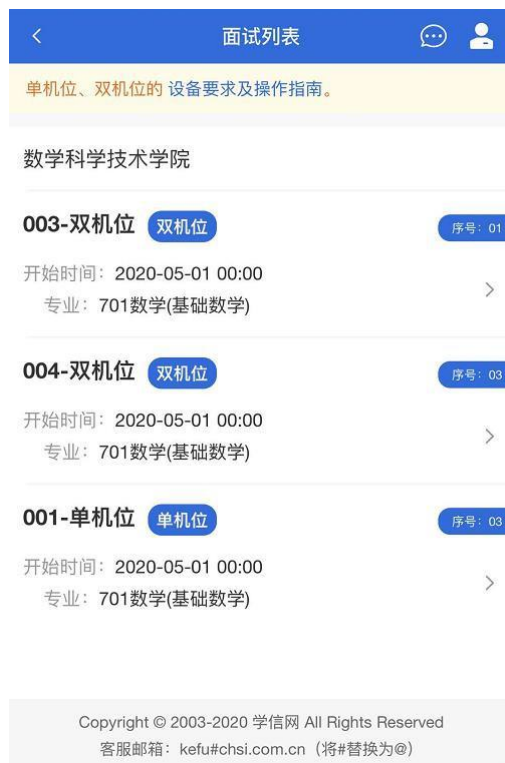 面试列表
单机位、双机位的 设备要求及操作指南。
数学科学技术学院
003-双机位 双机位 序号：01
开始时间：2020-05-01 00:00
专业：701数学(基础数学)
004-双机位 双机位 序号：03
开始时间：2020-05-01 00:00
专业：701数学(基础数学)
001-单机位 单机位 序号：03
开始时间：2020-05-01 00:00
专业：701数学(基础数学)
Copyright © 2003-2020 学信网 All Rights Reserved
客服邮箱：kefu#chsi.com.cn（将#替换为@）